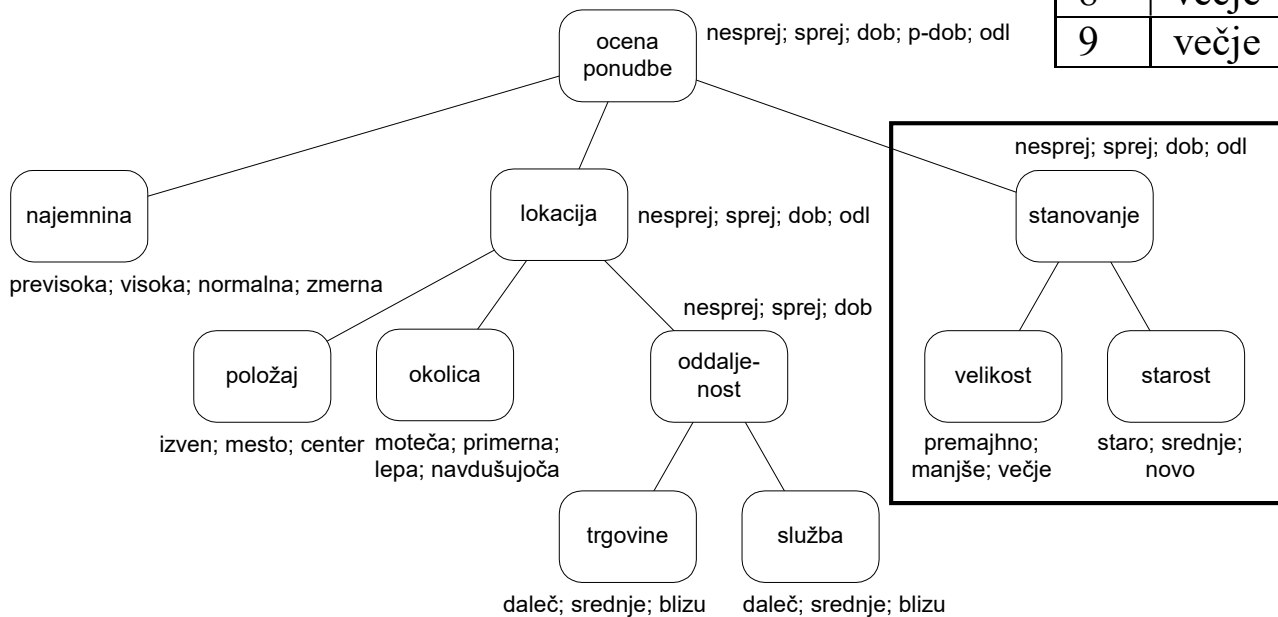 večje
9 večje
ocena
ponudbe
nesprej; sprej; dob; p-dob; odl
nesprej; sprej; dob; odl
najemnina
lokacija
nesprej; sprej; dob; odl
stanovanje
previsoka; visoka; normalna; zmerna
nesprej; sprej; dob
položaj
okolica
oddalje-
nost
velikost
starost
izven; mesto; center
moteča; primerna;
lepa; navdušujoča
premajhno;
manjše; večje
staro; srednje;
novo
trgovine
služba
daleč; srednje; blizu
daleč; srednje; blizu